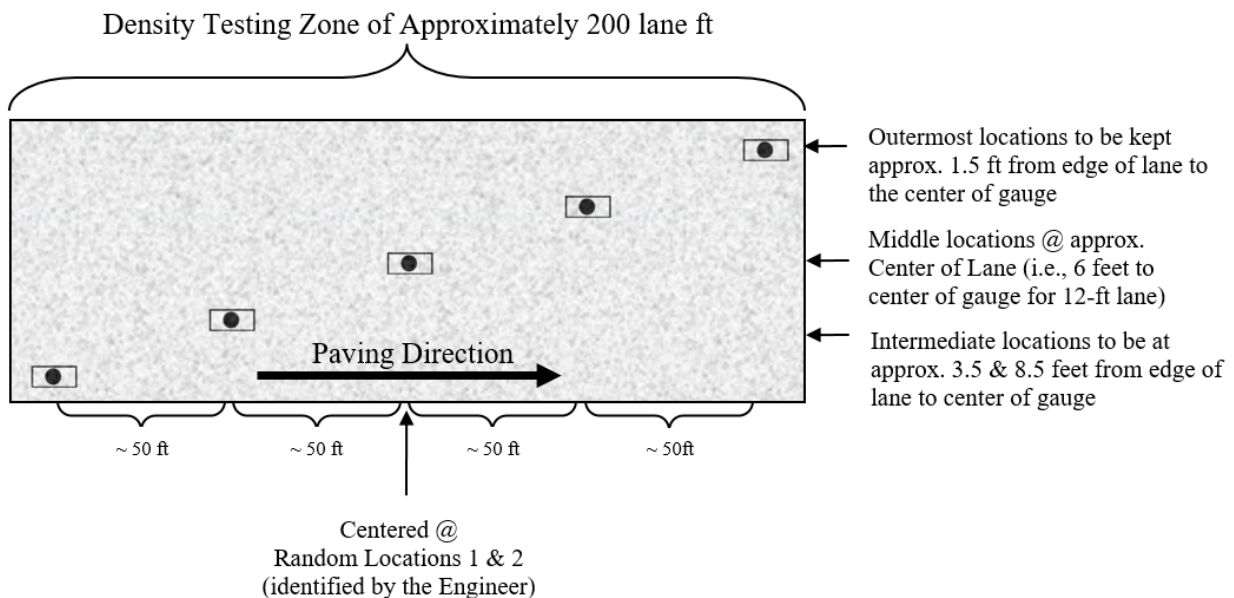 Density Testing Zone of Approximately 200 lane ft
Outermost locations to be kept
approx. 1.5 ft from edge of lane to
the center of gauge
Middle locations @ approx.
Center of Lane (i.e., 6 feet to
center of gauge for 12-ft lane)
Intermediate locations to be at
approx. 3.5 & 8.5 feet from edge of
lane to center of gauge
Paving Direction
~ 50 ft
~ 50 ft
~ 50 ft
~ 50ft
Centered @
Random Locations 1 & 2
(identified by the Engineer)